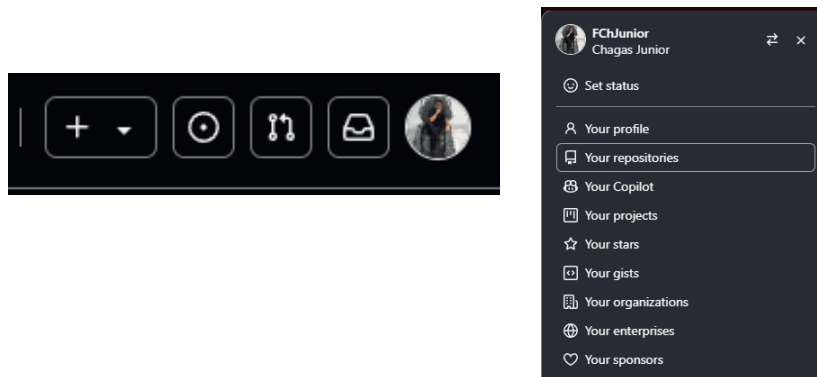 FChJunior
Chagas Junior
Set status
Your profile
Your repositories
Your Copilot
Your projects
Your stars
Your gists
Your organizations
Your enterprises
Your sponsors